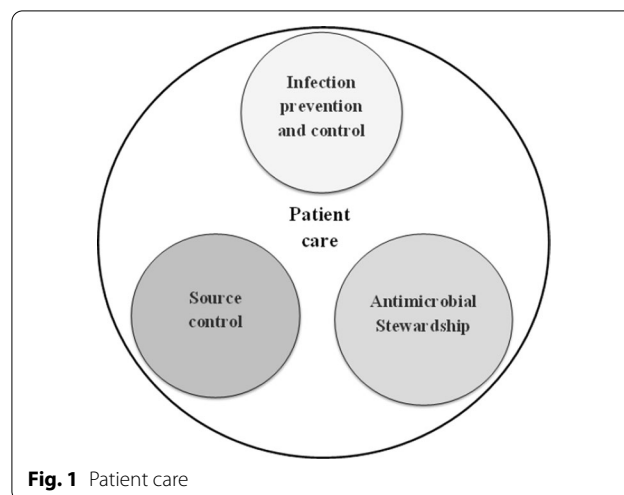 Infection
prevention
and control
Patient
care
Source
control
Antimicrobial
Stewardship
Fig. 1 Patient care